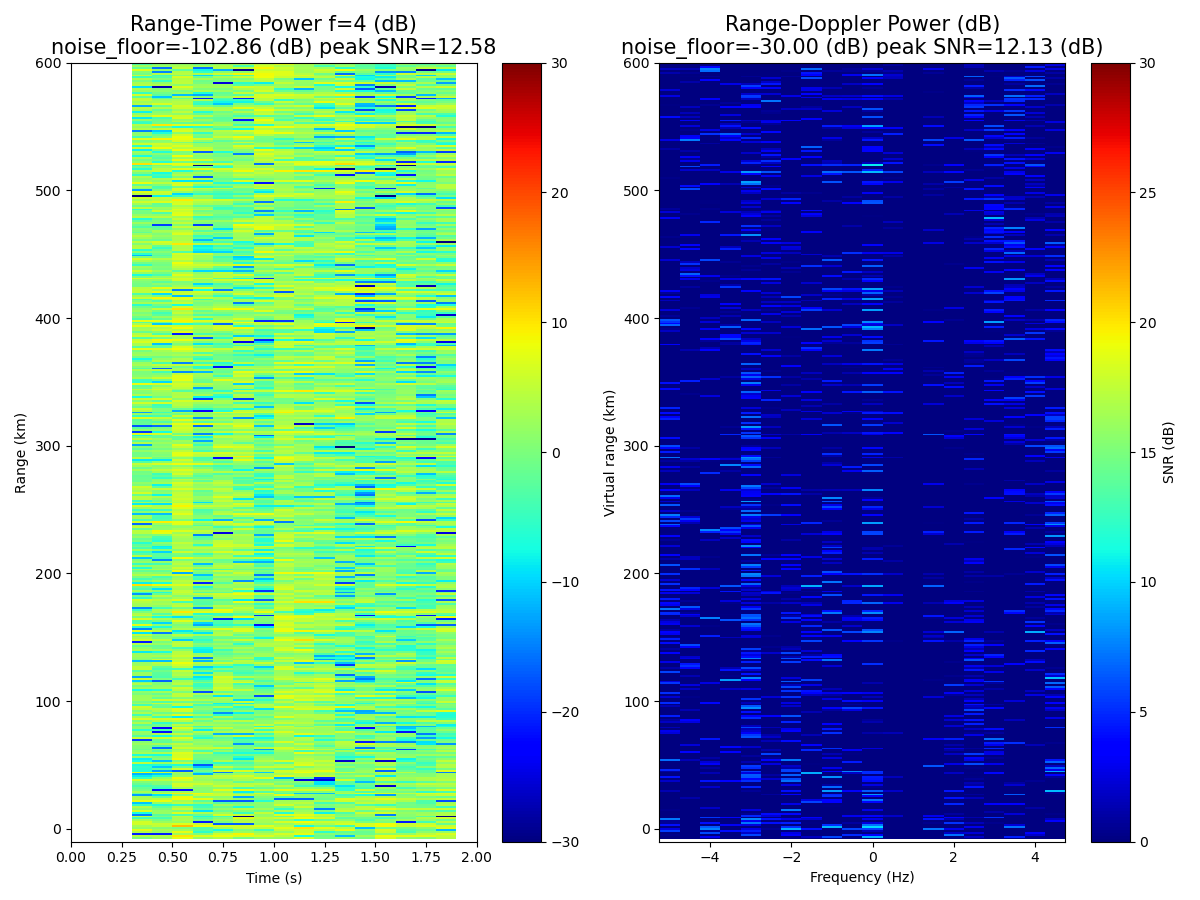 Range-Time Power f=4 (dB)
noise_floor=-102.86 (dB) peak SNR=12.58
Range-Doppler Power (dB)
noise_floor=-30.00 (dB) peak SNR=12.13 (dB)
600
500
400
300
200
100
0
Range (km)
0.00 0.25 0.50 0.75 1.00 1.25 1.50 1.75 2.00
Time (s)
30
20
10
0
−10
−20
−30
600
500
400
300
200
100
0
Virtual range (km)
−4 −2 0 2 4
Frequency (Hz)
30
25
20
15
10
5
0
SNR (dB)